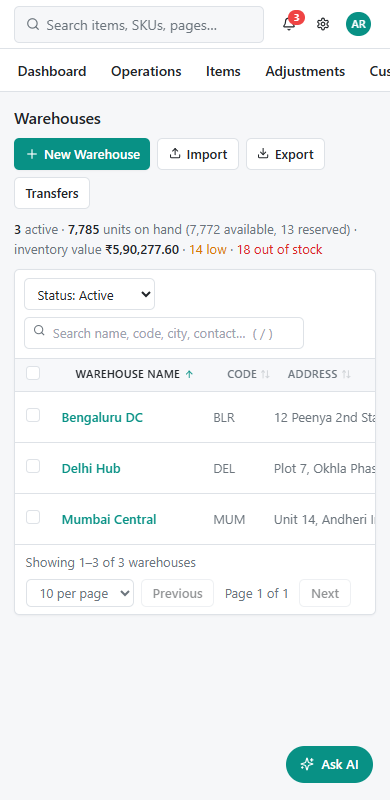 Search items, SKUs, pages...
3
AR
Dashboard Operations Items Adjustments Cus
Warehouses
New Warehouse Import Export
Transfers
3 active · 7,785 units on hand (7,772 available, 13 reserved) ·
inventory value ₹5,90,277.60 · 14 low · 18 out of stock
Status: Active
Search name, code, city, contact... ( / )
WAREHOUSE NAME ↑ CODE ↑↓ ADDRESS ↑↓
Bengaluru DC BLR 12 Peenya 2nd Sta
Delhi Hub DEL Plot 7, Okhla Phas
Mumbai Central MUM Unit 14, Andheri I
Showing 1–3 of 3 warehouses
10 per page Previous Page 1 of 1 Next
Ask AI